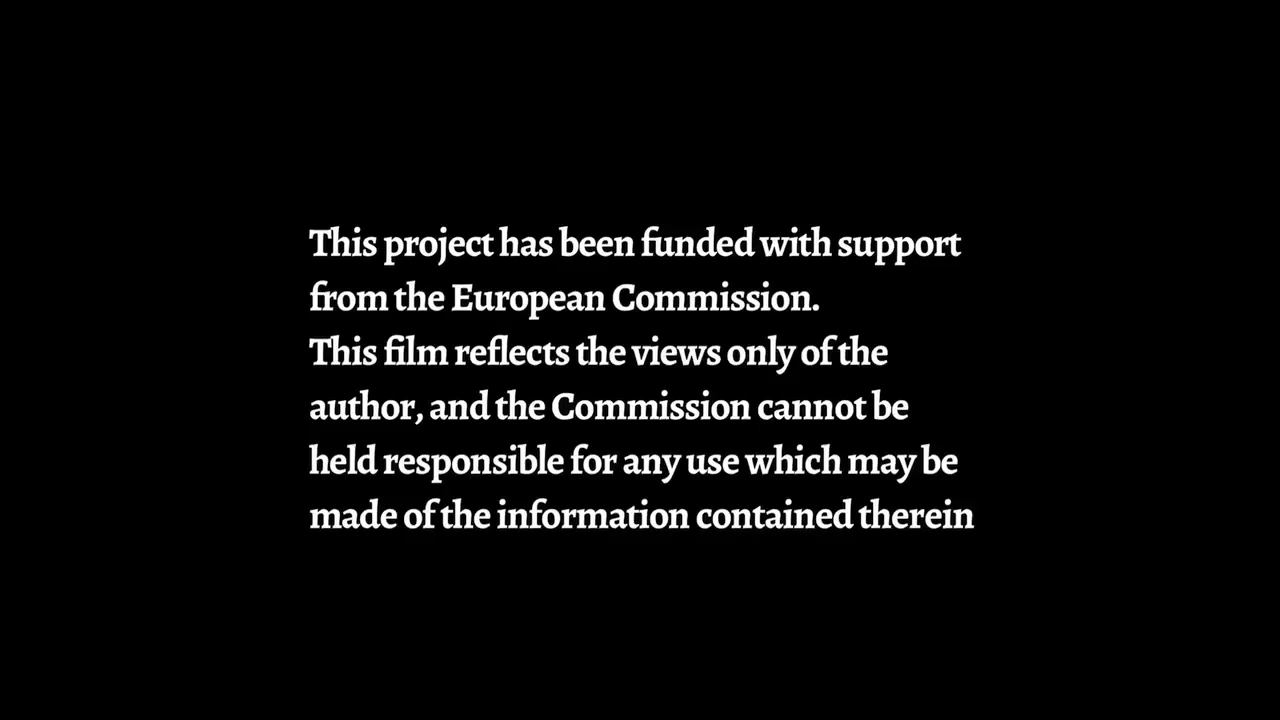 This project has been funded with support
from the European Commission.
This film reflects the views only of the
author, and the Commission cannot be
held responsible for any use which may be
made of the information contained therein